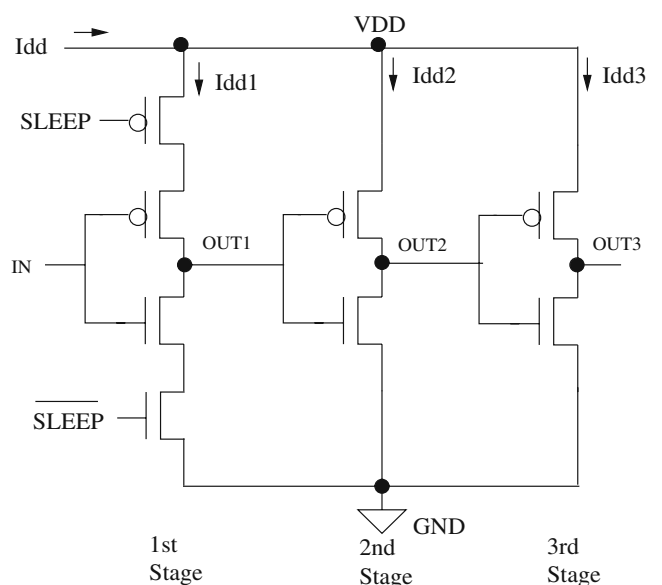 Idd
VDD
Idd1
Idd2
Idd3
SLEEP
OUT1
OUT2
OUT3
IN
SLEEP
GND
1st
Stage
2nd
Stage
3rd
Stage